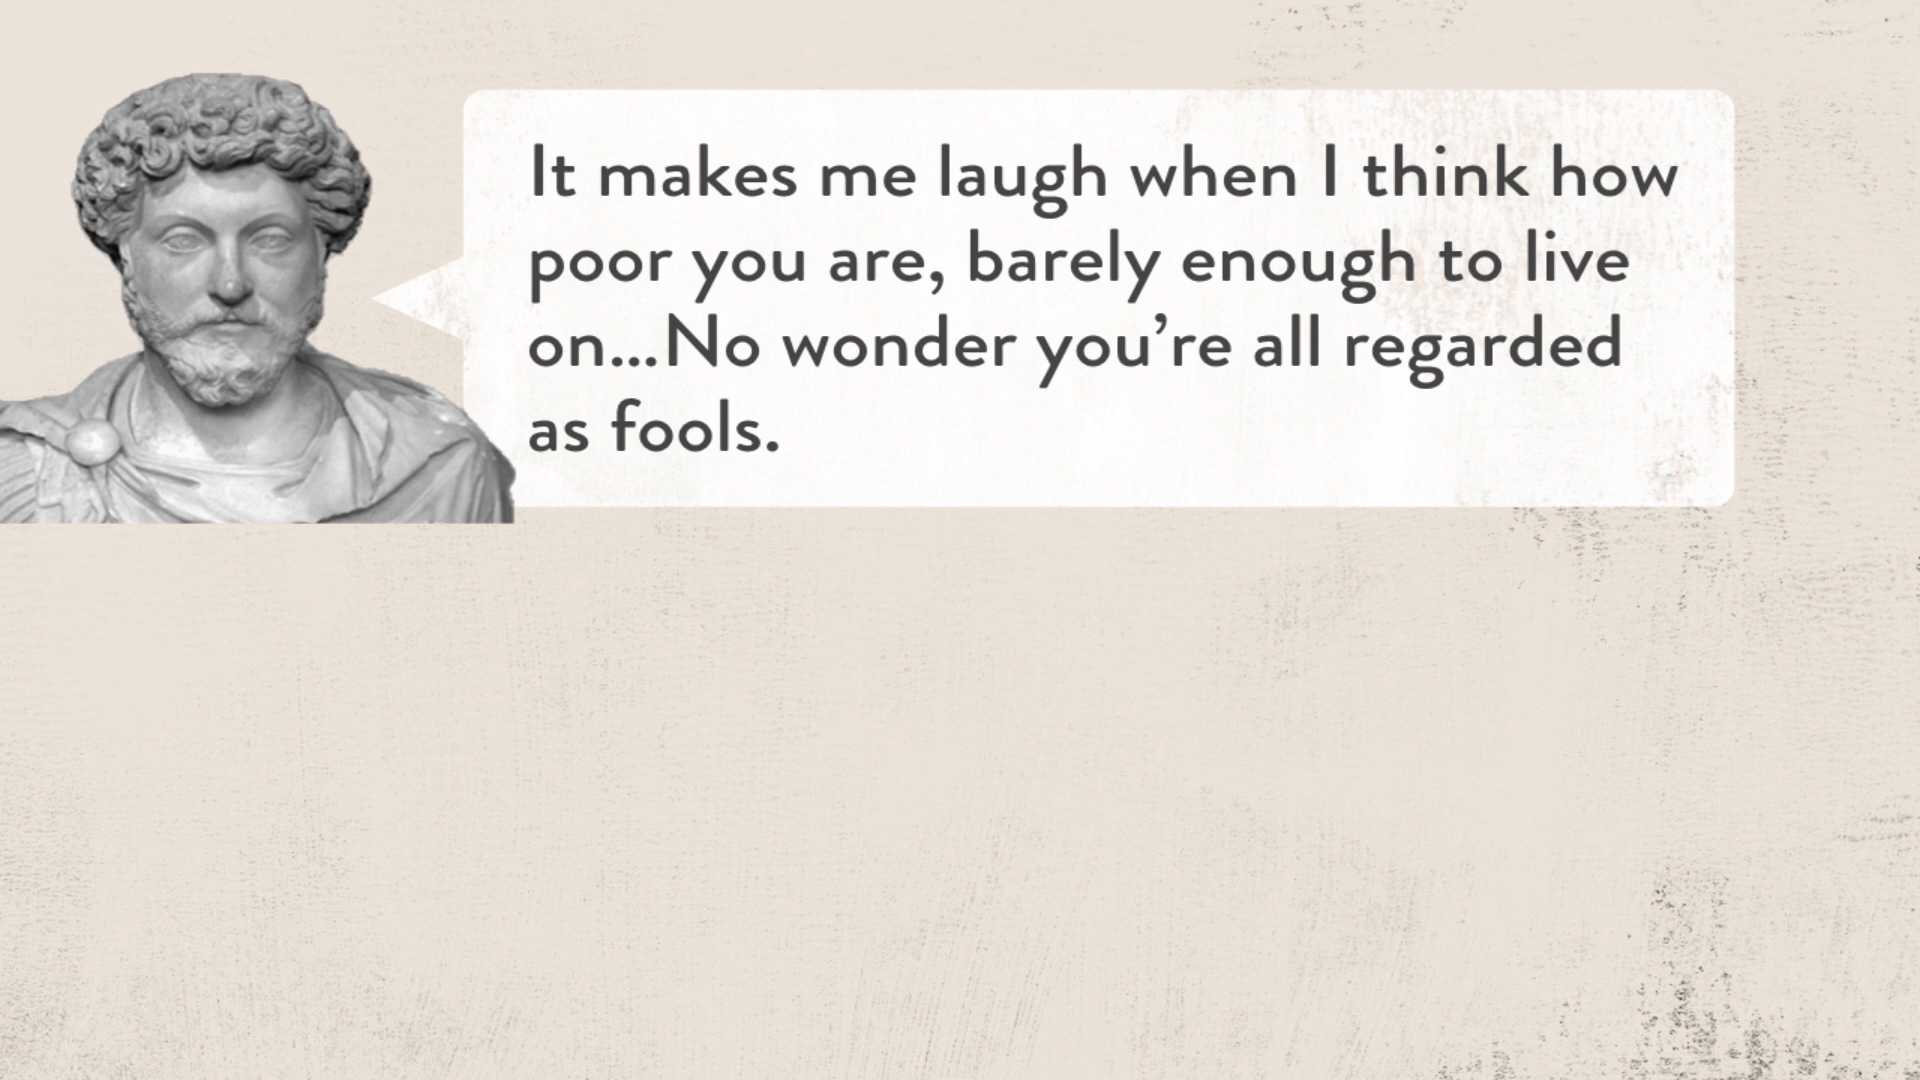 It makes me laugh when I think how
poor you are, barely enough to live
on...No wonder you’re all regarded
as fools.